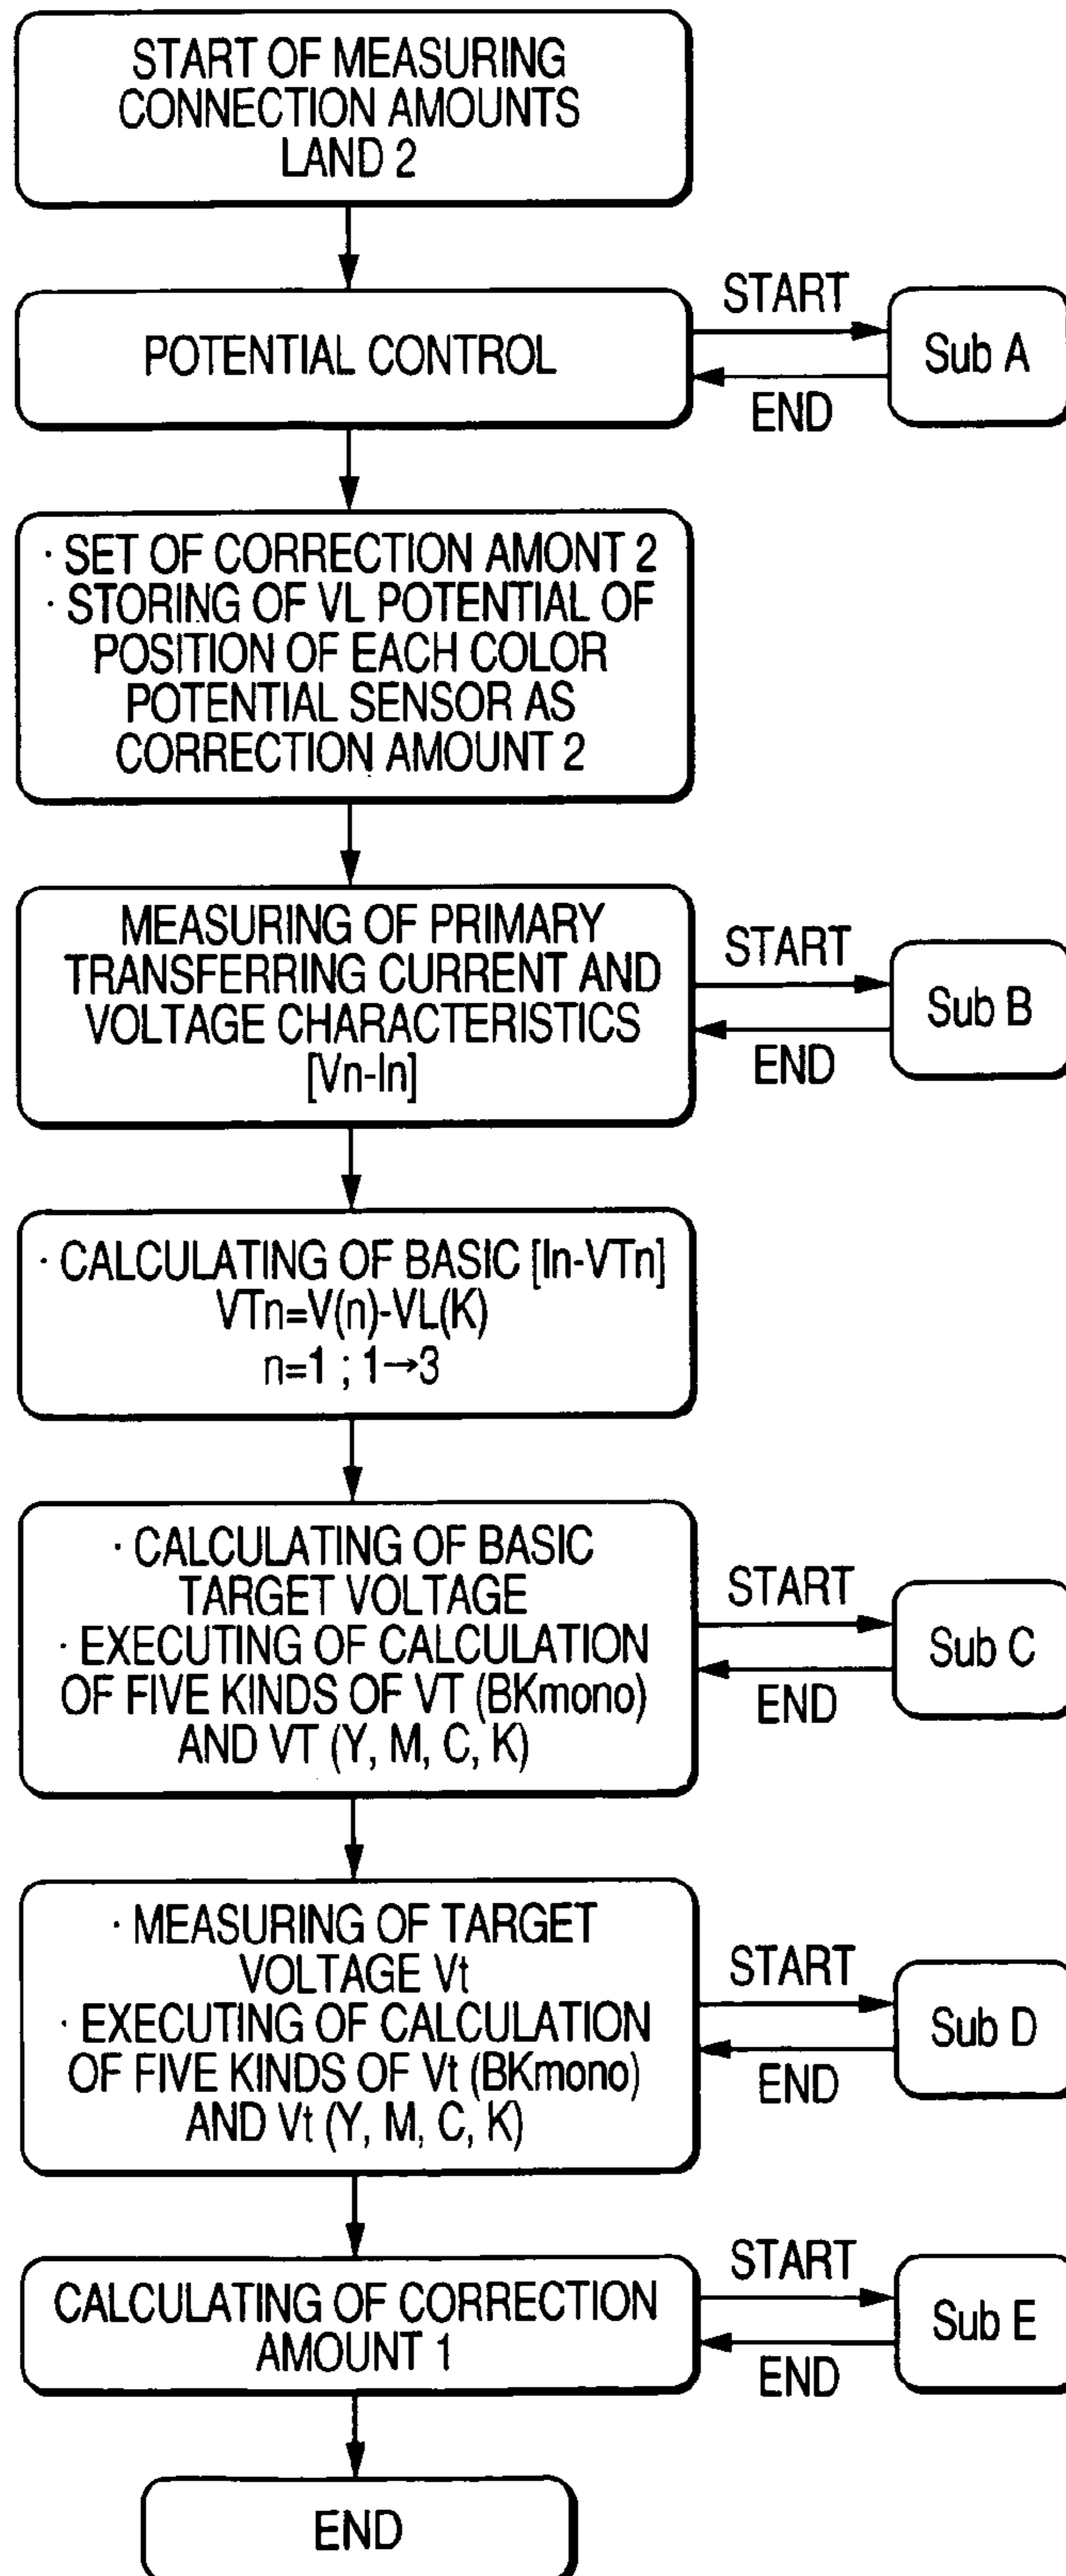 START OF MEASURING
CONNECTION AMOUNTS
LAND 2
POTENTIAL CONTROL
START
END
Sub A
· SET OF CORRECTION AMONT 2
· STORING OF VL POTENTIAL OF
POSITION OF EACH COLOR
POTENTIAL SENSOR AS
CORRECTION AMOUNT 2
MEASURING OF PRIMARY
TRANSFERRING CURRENT AND
VOLTAGE CHARACTERISTICS
[Vn-In]
START
END
Sub B
· CALCULATING OF BASIC [In-VTn]
VTn=V(n)-VL(K)
n=1 ; 1→3
· CALCULATING OF BASIC
TARGET VOLTAGE
· EXECUTING OF CALCULATION
OF FIVE KINDS OF VT (BKmono)
AND VT (Y, M, C, K)
START
END
Sub C
· MEASURING OF TARGET
VOLTAGE Vt
· EXECUTING OF CALCULATION
OF FIVE KINDS OF Vt (BKmono)
AND Vt (Y, M, C, K)
START
END
Sub D
CALCULATING OF CORRECTION
AMOUNT 1
START
END
Sub E
END